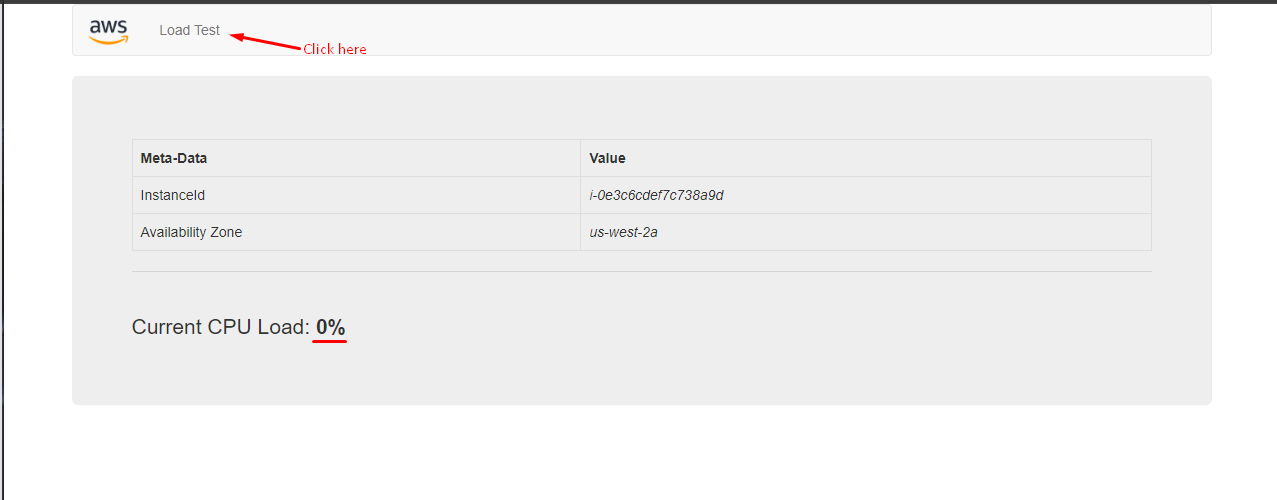 aws Load Test
Click here
Meta-Data Value
InstanceId i-0e3c6cdef7c738a9d
Availability Zone us-west-2a
Current CPU Load: 0%